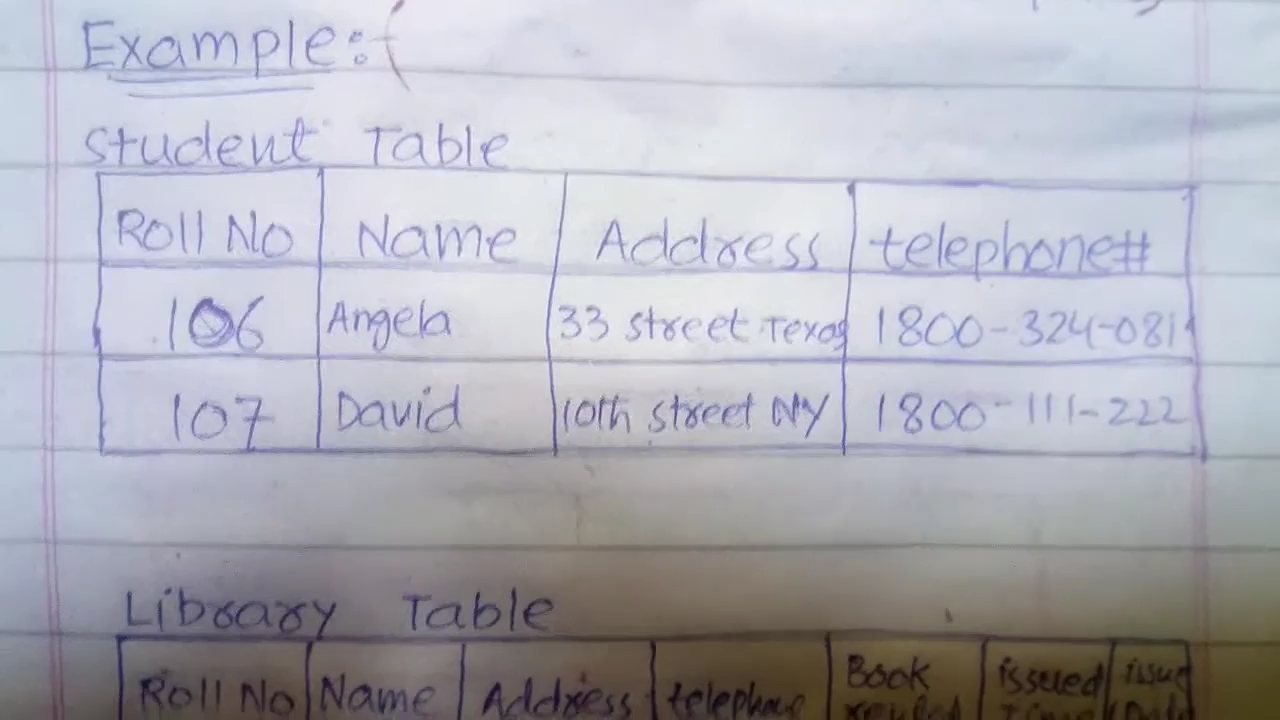 Example:-
Student Table
Roll No Name Address telephone#
106 Angela 33 street Texas 1800-324-081
107 David 10th street NY 1800-111-222
Library Table
Roll No Name Address telephone Book issued issue